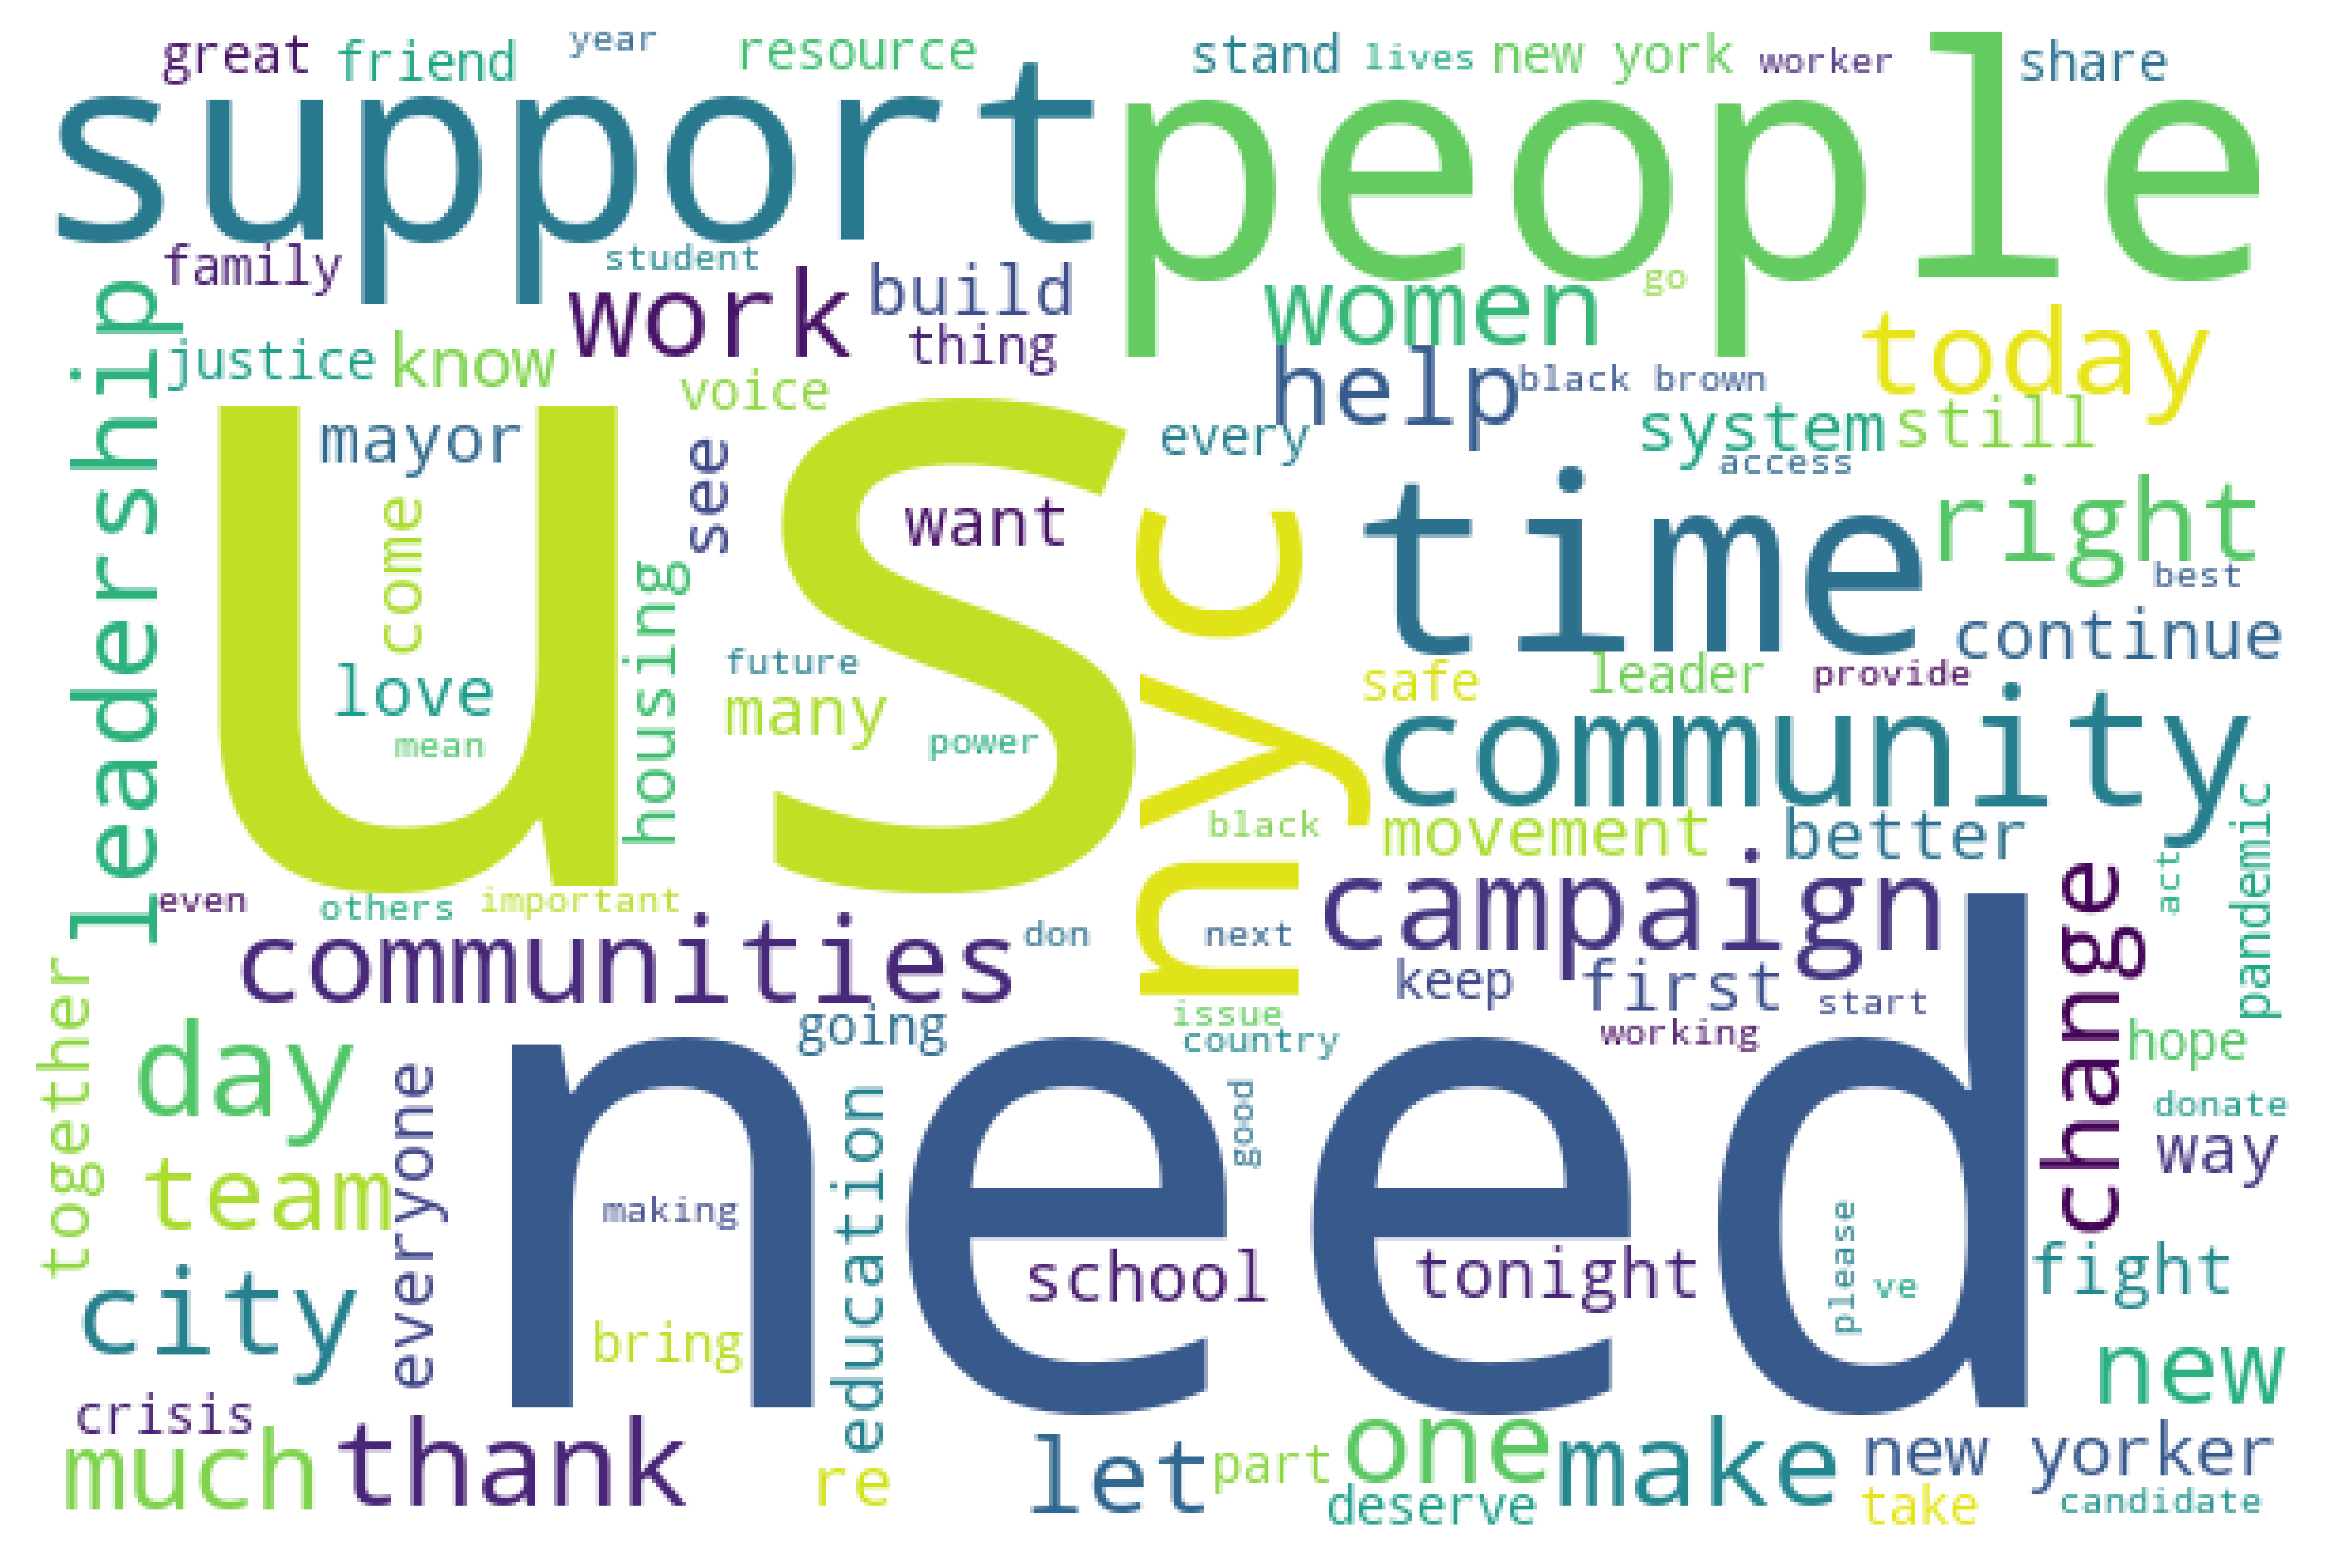 great
friend
year
resource
stand
lives
new york
worker
share
support
people
family
student
work
build
thing
women
go
today
leadership
justice
know
voice
help
black brown
mayor
see
every
system
still
access
us
want
nyc
time
right
best
come
housing
continue
love
future
many
mean
power
safe
leader
provide
community
black
movement
better
pandemic
act
even
others
important
communities
don
next
campaign
change
keep
first
start
together
day
going
issue
country
working
hope
need
everyone
education
good
donate
way
team
making
school
tonight
please
ve
fight
city
bring
new
crisis
much
thank
re
let
part
one
make
new yorker
deserve
take
candidate